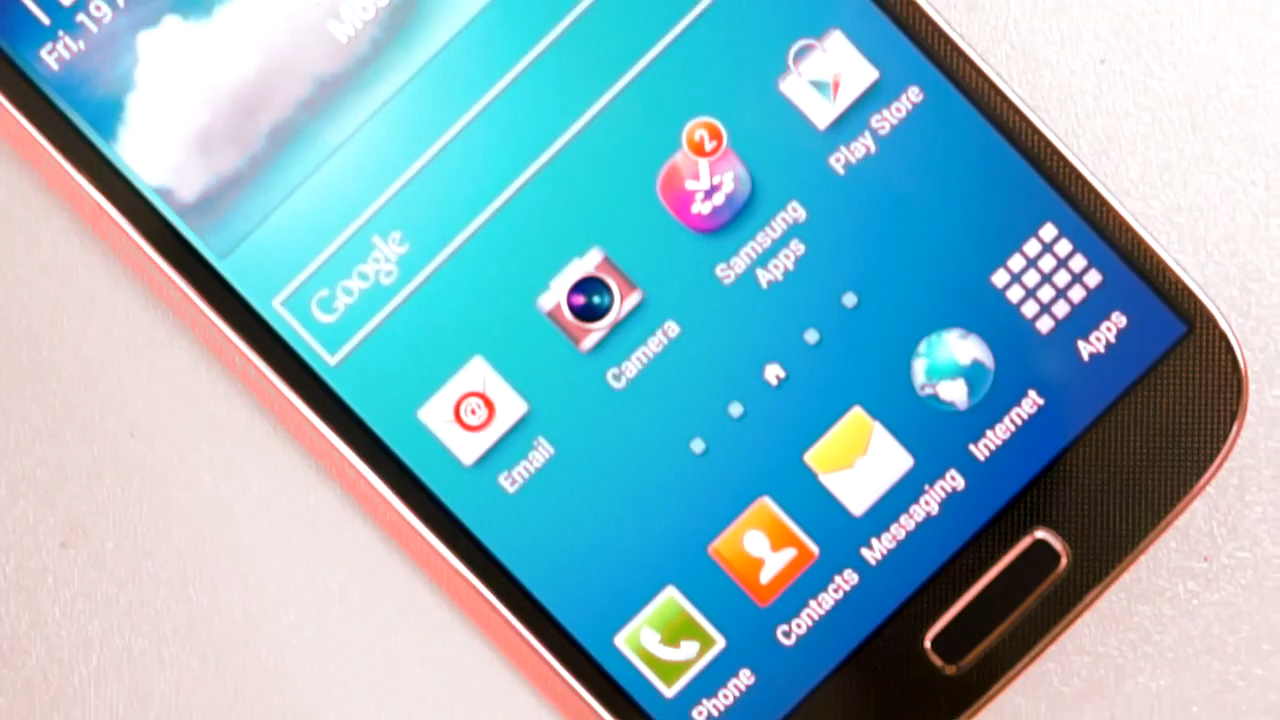 Fri, 19
Google
Email
Camera
2
Samsung
Apps
Play Store
Phone
Contacts
Messaging
Internet
Apps